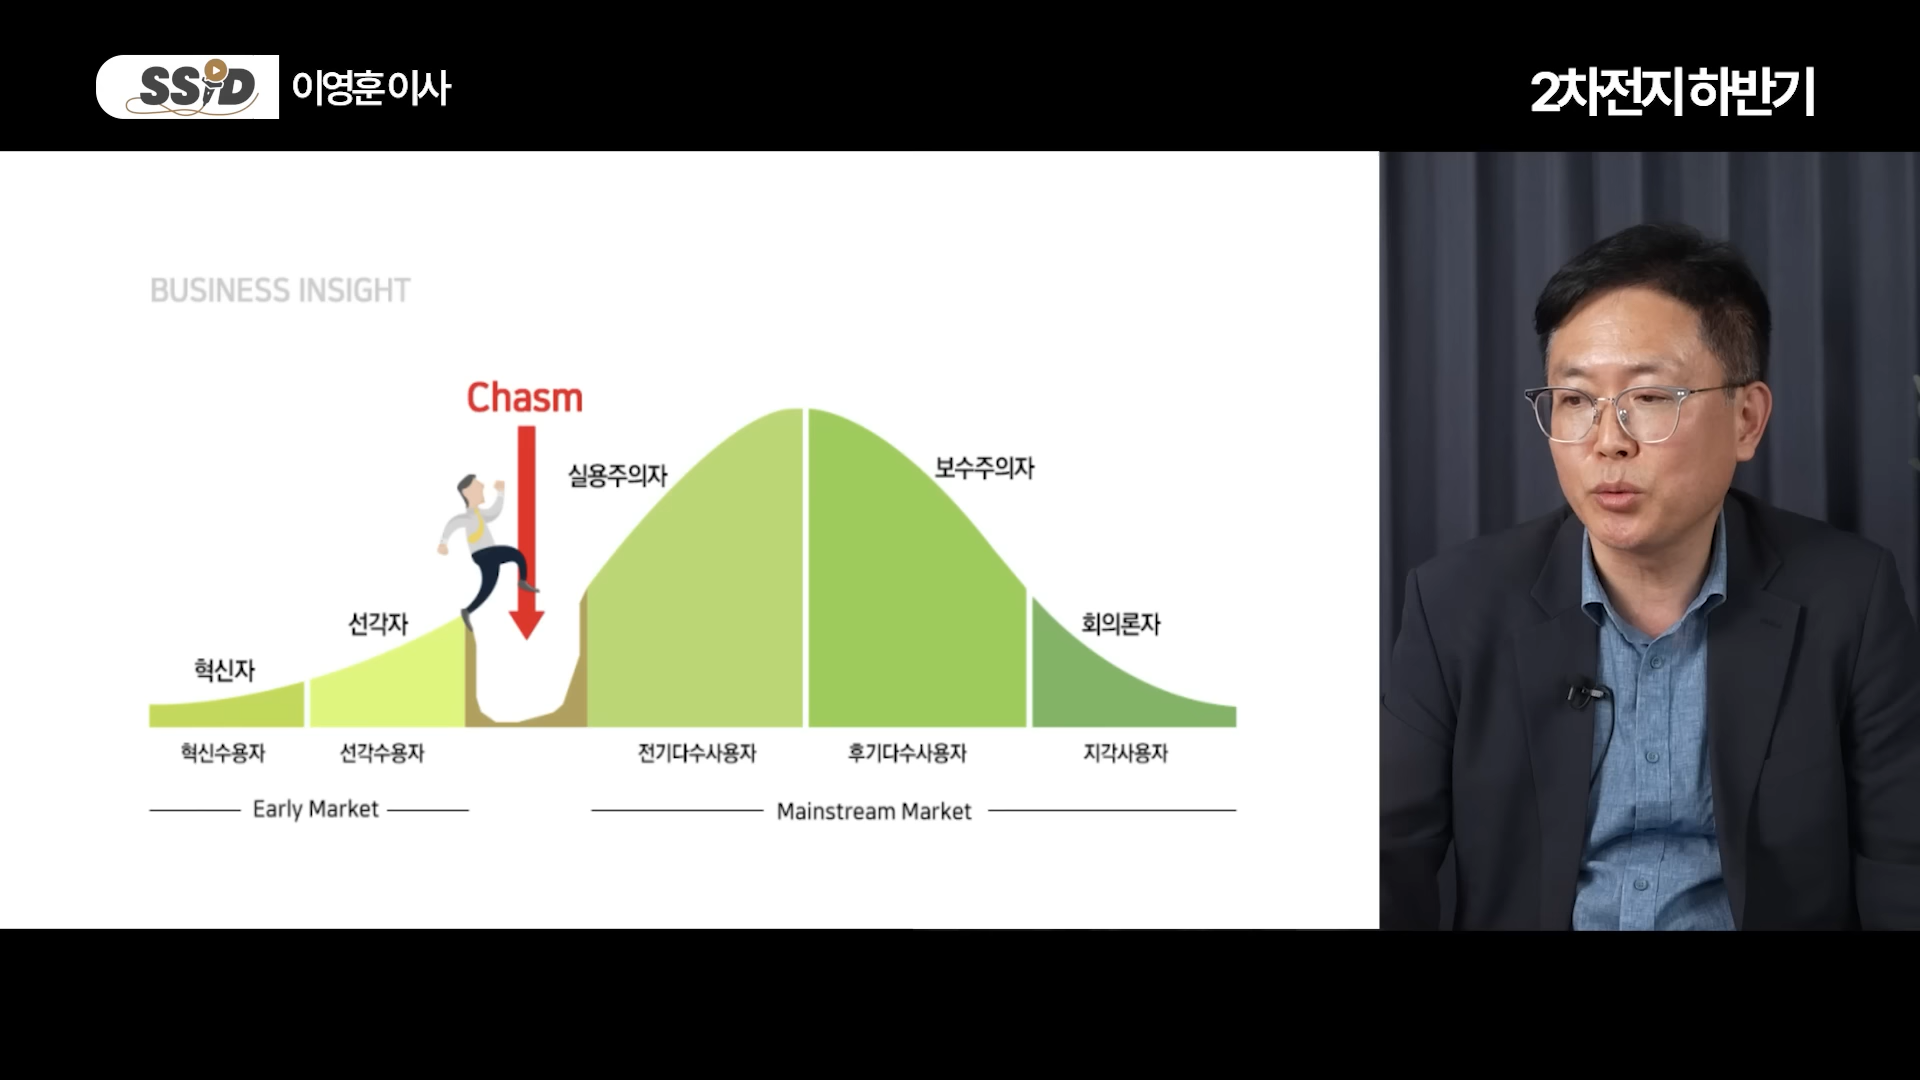 SSiD 이영훈 이사
2차전지 하반기
BUSINESS INSIGHT
Chasm
실용주의자
보수주의자
선각자
회의론자
혁신자
혁신수용자
선각수용자
전기다수사용자
후기다수사용자
지각사용자
Early Market
Mainstream Market